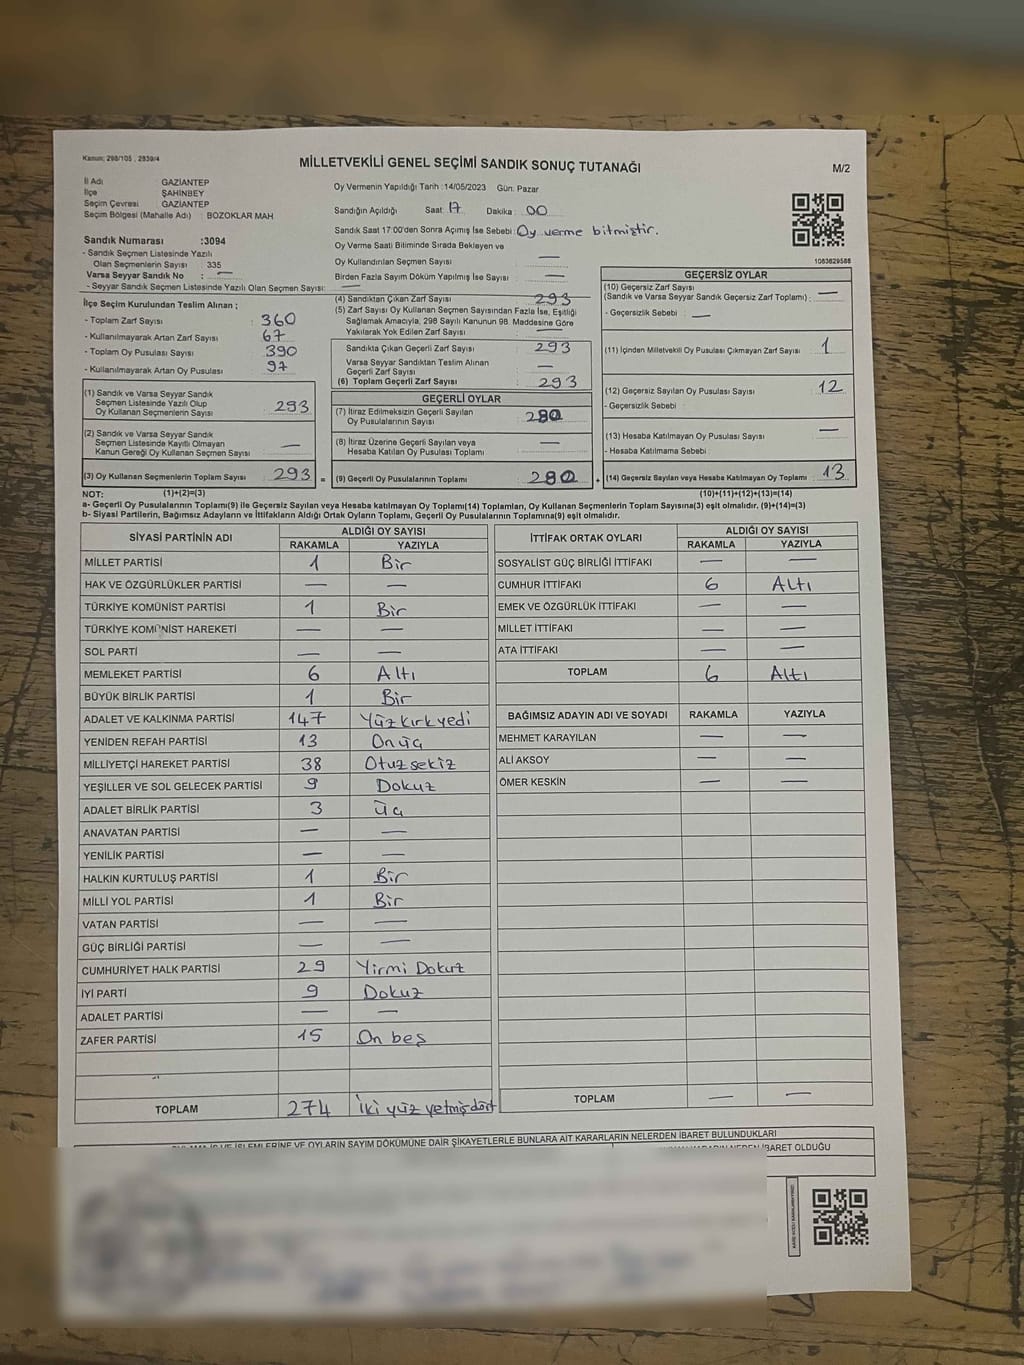 Kanun; 298/105 , 2839/4
MİLLETVEKİLİ GENEL SEÇİMİ SANDIK SONUÇ TUTANAĞI
M/2
İl Adı GAZİANTEP
İlçe ŞAHİNBEY
Seçim Çevresi GAZİANTEP
Seçim Bölgesi (Mahalle Adı) : BOZOKLAR MAH
Sandık Numarası :3094
- Sandık Seçmen Listesinde Yazılı
Olan Seçmenlerin Sayısı : 335
Varsa Seyyar Sandık No : —
- Seyyar Sandık Seçmen Listesinde Yazılı Olan Seçmen Sayısı: —
Oy Vermenin Yapıldığı Tarih :14/05/2023 Gün: Pazar
Sandığın Açıldığı Saat 17 Dakika : 00
Sandık Saat 17:00'den Sonra Açımış İse Sebebi : Oy verme bitmiştir.
Oy Verme Saati Bitiminde Sırada Bekleyen ve
Oy Kullandırılan Seçmen Sayısı : —
Birden Fazla Sayım Döküm Yapılmış İse Sayısı : —
1083629588
İlçe Seçim Kurulundan Teslim Alınan ;
- Toplam Zarf Sayısı : 360
- Kullanılmayarak Artan Zarf Sayısı : 67
- Toplam Oy Pusulası Sayısı : 390
- Kullanılmayarak Artan Oy Pusulası : 97
(1) Sandık ve Varsa Seyyar Sandık
Seçmen Listesinde Yazılı Olup
Oy Kullanan Seçmenlerin Sayısı : 293
(2) Sandık ve Varsa Seyyar Sandık
Seçmen Listesinde Kayıtlı Olmayan
Kanun Gereği Oy Kullanan Seçmen Sayısı : —
(3) Oy Kullanan Seçmenlerin Toplam Sayısı : 293 =
(4) Sandıktan Çıkan Zarf Sayısı : 293
(5) Zarf Sayısı Oy Kullanan Seçmen Sayısından Fazla İse, Eşitliği
Sağlamak Amacıyla, 298 Sayılı Kanunun 98. Maddesine Göre
Yakılarak Yok Edilen Zarf Sayısı : —
Sandıkta Çıkan Geçerli Zarf Sayısı : 293
Varsa Seyyar Sandıktan Teslim Alınan
Geçerli Zarf Sayısı : —
(6) Toplam Geçerli Zarf Sayısı : 293
GEÇERLİ OYLAR
(7) İtiraz Edilmeksizin Geçerli Sayılan
Oy Pusulalarının Sayısı : 280
(8) İtiraz Üzerine Geçerli Sayılan veya
Hesaba Katılan Oy Pusulası Toplamı : —
(9) Geçerli Oy Pusulalarının Toplamı : 280 +
GEÇERSİZ OYLAR
(10) Geçersiz Zarf Sayısı
(Sandık ve Varsa Seyyar Sandık Geçersiz Zarf Toplamı) : —
- Geçersizlik Sebebi : —
(11) İçinden Milletvekil Oy Pusulası Çıkmayan Zarf Sayısı : 1
(12) Geçersiz Sayılan Oy Pusulası Sayısı : 12
- Geçersizlik Sebebi :
(13) Hesaba Katılmayan Oy Pusulası Sayısı : —
- Hesaba Katılmama Sebebi :
(14) Geçersiz Sayılan veya Hesaba Katılmayan Oy Toplamı : 13
NOT: (1)+(2)=(3) (10)+(11)+(12)+(13)=(14)
a- Geçerli Oy Pusulalarının Toplamı(9) ile Geçersiz Sayılan veya Hesaba katılmayan Oy Toplamı(14) Toplamları, Oy Kullanan Seçmenlerin Toplam Sayısına(3) eşit olmalıdır. (9)+(14)=(3)
b- Siyasi Partilerin, Bağımsız Adayların ve İttifakların Aldığı Ortak Oyların Toplamı, Geçerli Oy Pusulalarının Toplamına(9) eşit olmalıdır.
SİYASİ PARTİNİN ADI ALDIĞI OY SAYISI
RAKAMLA YAZIYLA
MİLLET PARTİSİ 1 Bir
HAK VE ÖZGÜRLÜKLER PARTİSİ — —
TÜRKİYE KOMÜNİST PARTİSİ 1 Bir
TÜRKİYE KOMÜNİST HAREKETİ — —
SOL PARTİ — —
MEMLEKET PARTİSİ 6 Altı
BÜYÜK BİRLİK PARTİSİ 1 Bir
ADALET VE KALKINMA PARTİSİ 147 Yüzkırkyedi
YENİDEN REFAH PARTİSİ 13 Onüç
MİLLİYETÇİ HAREKET PARTİSİ 38 Otuzsekiz
YEŞİLLER VE SOL GELECEK PARTİSİ 9 Dokuz
ADALET BİRLİK PARTİSİ 3 üç
ANAVATAN PARTİSİ — —
YENİLİK PARTİSİ — —
HALKIN KURTULUŞ PARTİSİ 1 Bir
MİLLİ YOL PARTİSİ 1 Bir
VATAN PARTİSİ — —
GÜÇ BİRLİĞİ PARTİSİ — —
CUMHURİYET HALK PARTİSİ 29 Yirmi Dokuz
İYİ PARTİ 9 Dokuz
ADALET PARTİSİ — —
ZAFER PARTİSİ 15 On beş
TOPLAM 274 İki yüz yetmişdört
İTTİFAK ORTAK OYLARI ALDIĞI OY SAYISI
RAKAMLA YAZIYLA
SOSYALİST GÜÇ BİRLİĞİ İTTİFAKI — —
CUMHUR İTTİFAKI 6 Altı
EMEK VE ÖZGÜRLÜK İTTİFAKI — —
MİLLET İTTİFAKI — —
ATA İTTİFAKI — —
TOPLAM 6 Altı
BAĞIMSIZ ADAYIN ADI VE SOYADI RAKAMLA YAZIYLA
MEHMET KARAYILAN — —
ALİ AKSOY — —
ÖMER KESKİN — —
TOPLAM — —
İŞLEMLERİNE VE OYLARIN SAYIM DÖKÜMÜNE DAİR ŞİKAYETLERLE BUNLARA AİT KARARLARIN NELERDEN İBARET BULUNDUKLARI
İBARET OLDUĞU